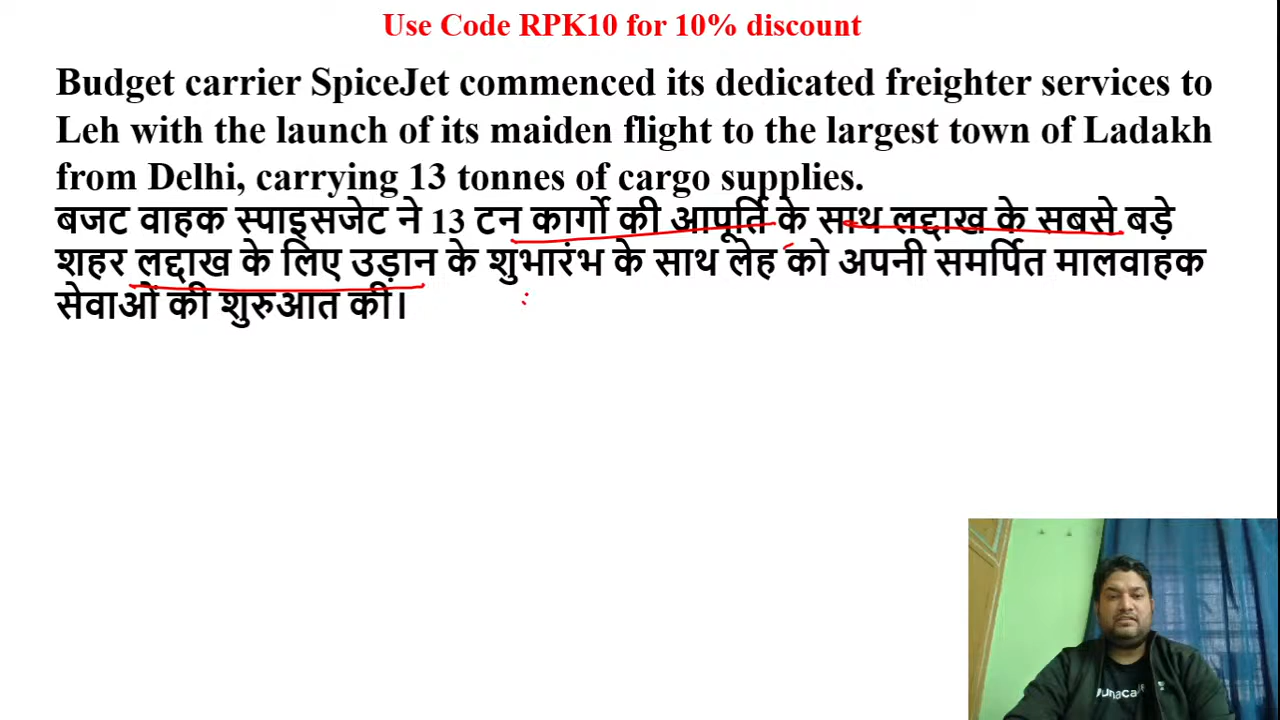 Use Code RPK10 for 10% discount
Budget carrier SpiceJet commenced its dedicated freighter services to
Leh with the launch of its maiden flight to the largest town of Ladakh
from Delhi, carrying 13 tonnes of cargo supplies.
बजट वाहक स्पाइसजेट ने 13 टन कार्गो की आपूर्ति के साथ लद्दाख के सबसे बड़े
शहर लद्दाख के लिए उड़ान के शुभारंभ के साथ लेह को अपनी समर्पित मालवाहक
सेवाओं की शुरुआत की।